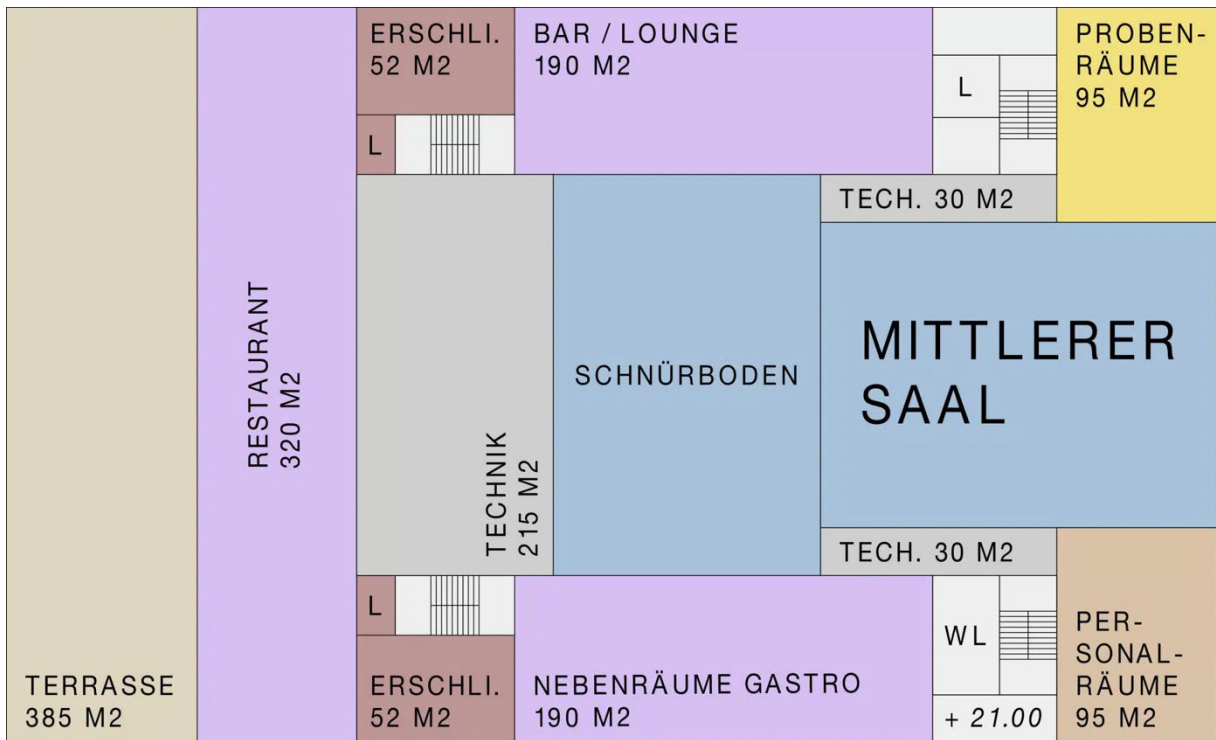 ERSCHLI.
52 M2
BAR / LOUNGE
190 M2
PROBEN-
RÄUME
95 M2
L
L
TECH. 30 M2
RESTAURANT
320 M2
MITTLERER
SAAL
SCHNÜRBODEN
TECHNIK
215 M2
TECH. 30 M2
L
WL
PER-
SONAL-
RÄUME
95 M2
TERRASSE
385 M2
ERSCHLI.
52 M2
NEBENRÄUME GASTRO
190 M2
+ 21.00